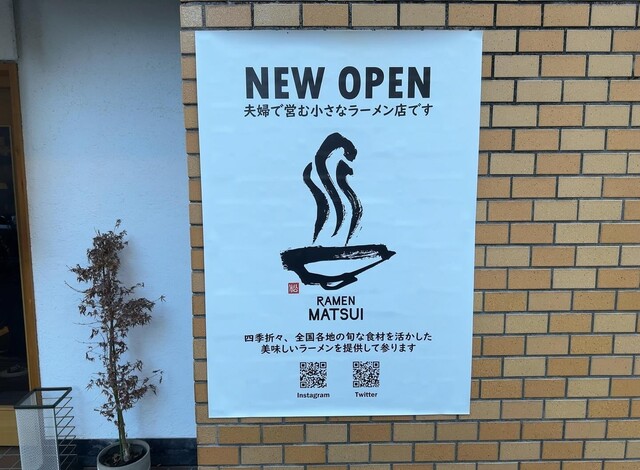 NEW OPEN
夫婦で営む小さなラーメン店です
RAMEN
MATSUI
四季折々、全国各地の旬な食材を活かした
美味しいラーメンを提供して参ります
Instagram
Twitter